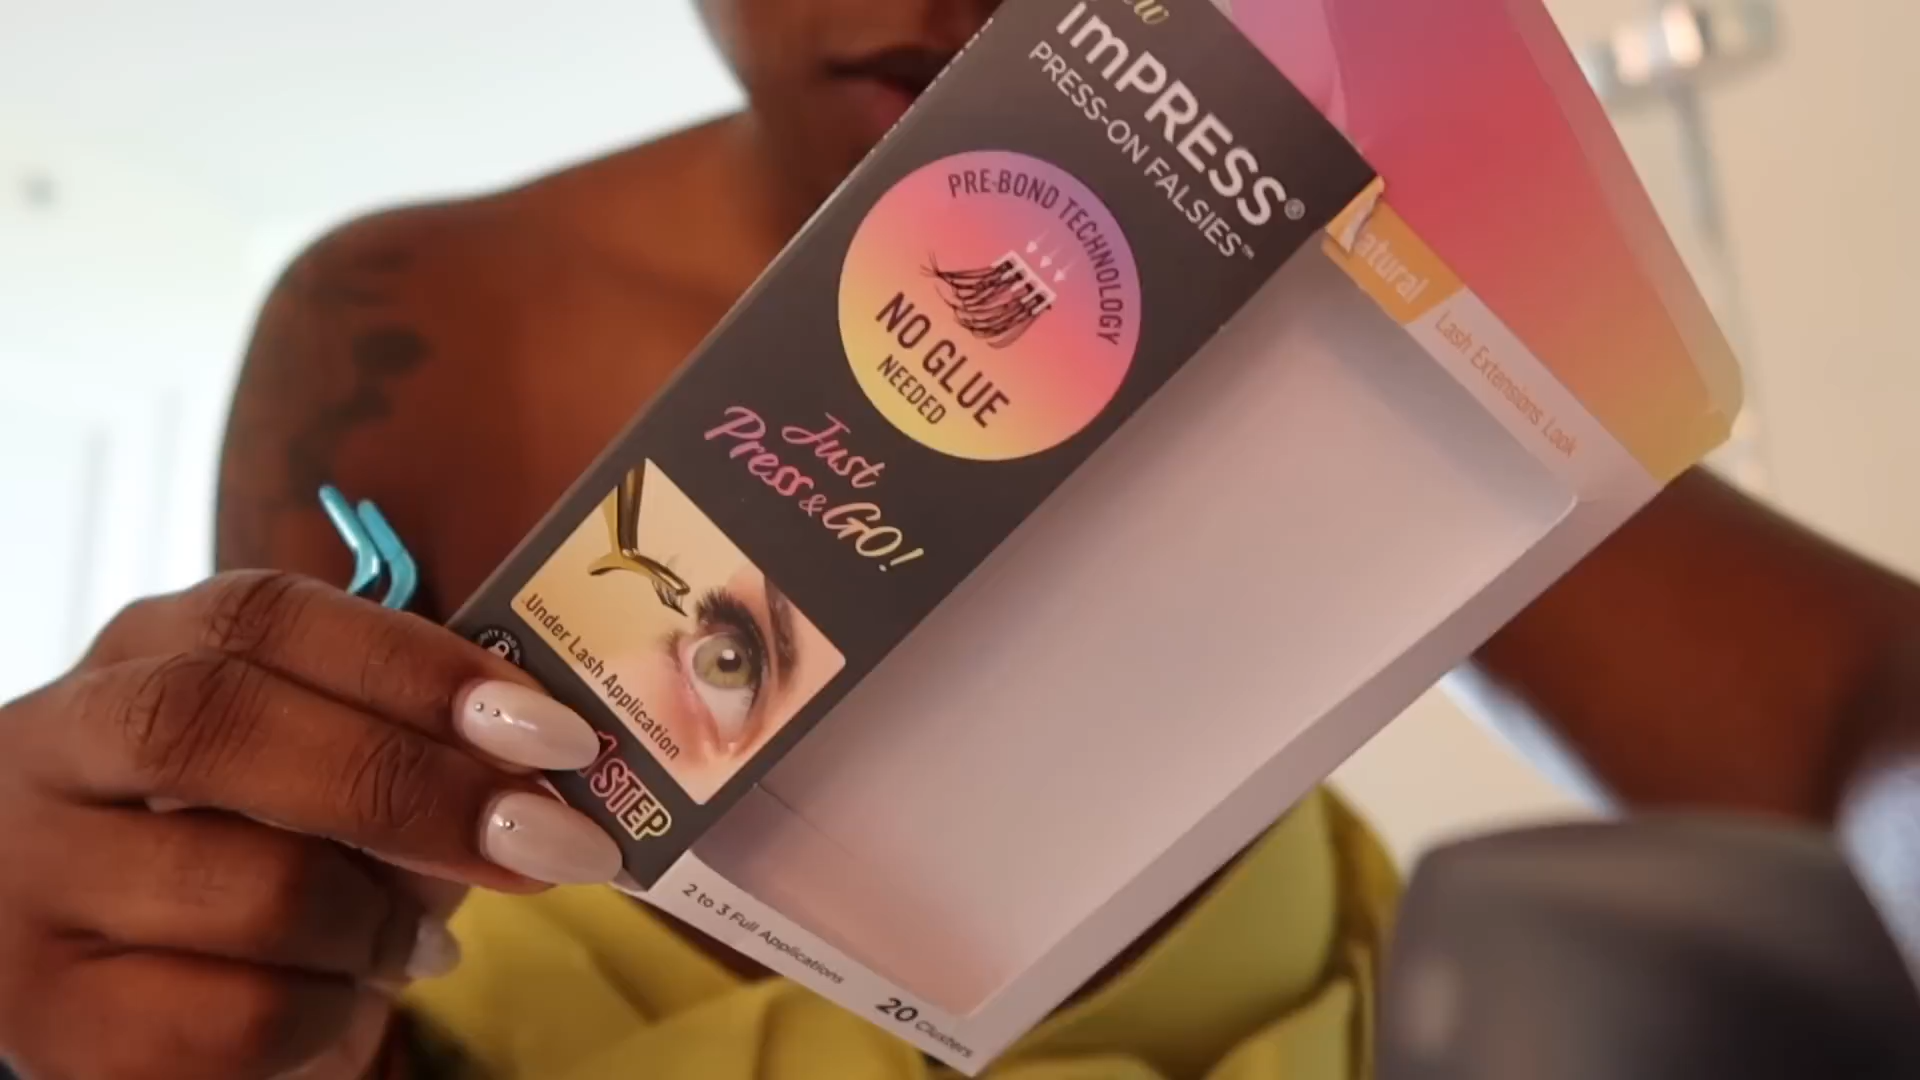 imPRESS®
PRESS-ON FALSIES™
PRE-BOND TECHNOLOGY
NO GLUE
NEEDED
Just
Press & GO!
Under Lash Application
1 STEP
Natural
Lash Extensions Look
2 to 3 Full Applications
20 Clusters